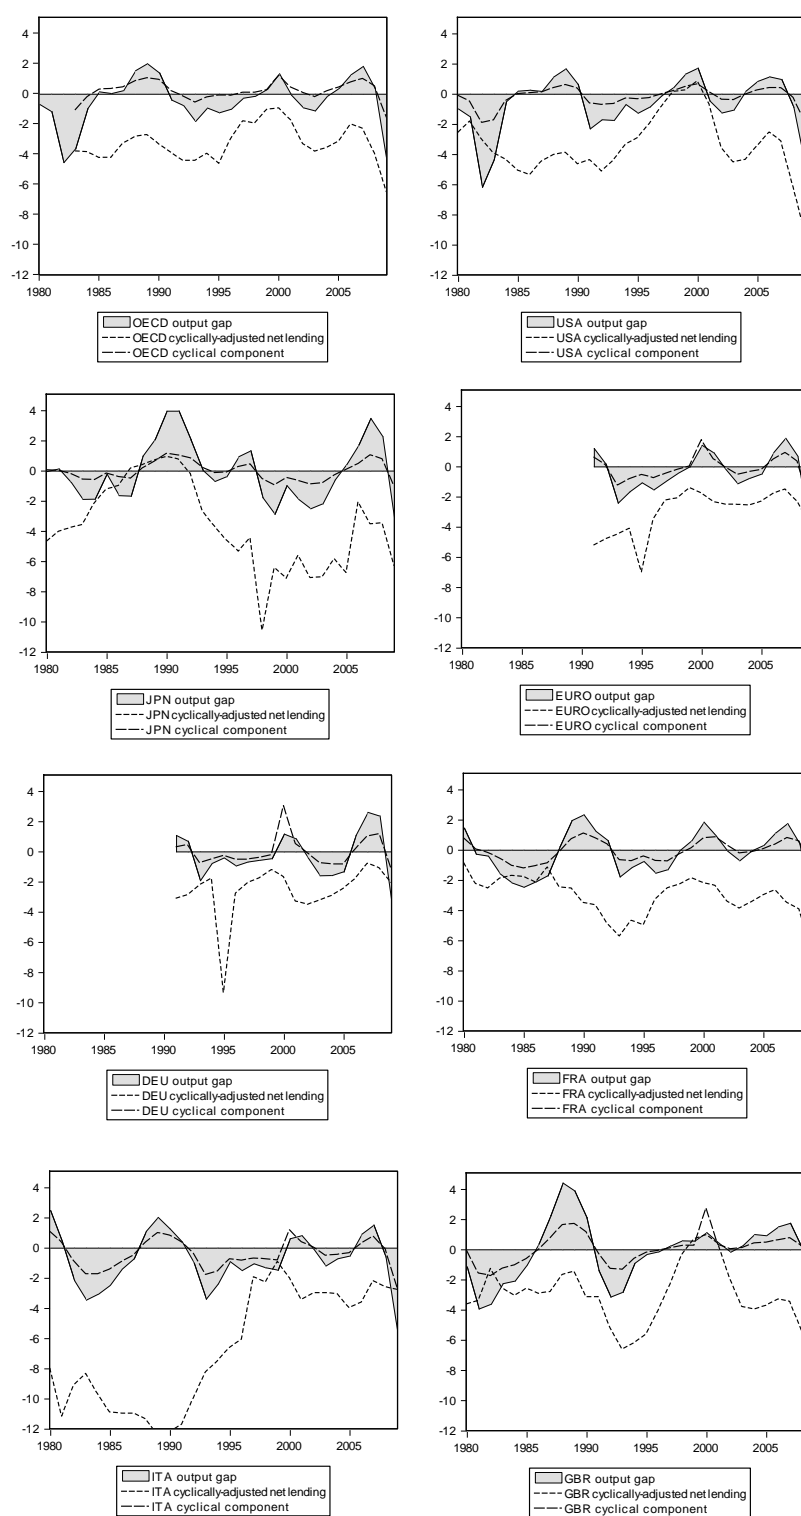 4
2
0
-2
-4
-6
-8
-10
-12
1980 1985 1990 1995 2000 2005
OECD output gap
OECD cyclically-adjusted net lending
OECD cyclical component
4
2
0
-2
-4
-6
-8
-10
-12
1980 1985 1990 1995 2000 2005
USA output gap
USA cyclically-adjusted net lending
USA cyclical component
4
2
0
-2
-4
-6
-8
-10
-12
1980 1985 1990 1995 2000 2005
JPN output gap
JPN cyclically-adjusted net lending
JPN cyclical component
4
2
0
-2
-4
-6
-8
-10
-12
1980 1985 1990 1995 2000 2005
EURO output gap
EURO cyclically-adjusted net lending
EURO cyclical component
4
2
0
-2
-4
-6
-8
-10
-12
1980 1985 1990 1995 2000 2005
DEU output gap
DEU cyclically-adjusted net lending
DEU cyclical component
4
2
0
-2
-4
-6
-8
-10
-12
1980 1985 1990 1995 2000 2005
FRA output gap
FRA cyclically-adjusted net lending
FRA cyclical component
4
2
0
-2
-4
-6
-8
-10
-12
1980 1985 1990 1995 2000 2005
ITA output gap
ITA cyclically-adjusted net lending
ITA cyclical component
4
2
0
-2
-4
-6
-8
-10
-12
1980 1985 1990 1995 2000 2005
GBR output gap
GBR cyclically-adjusted net lending
GBR cyclical component